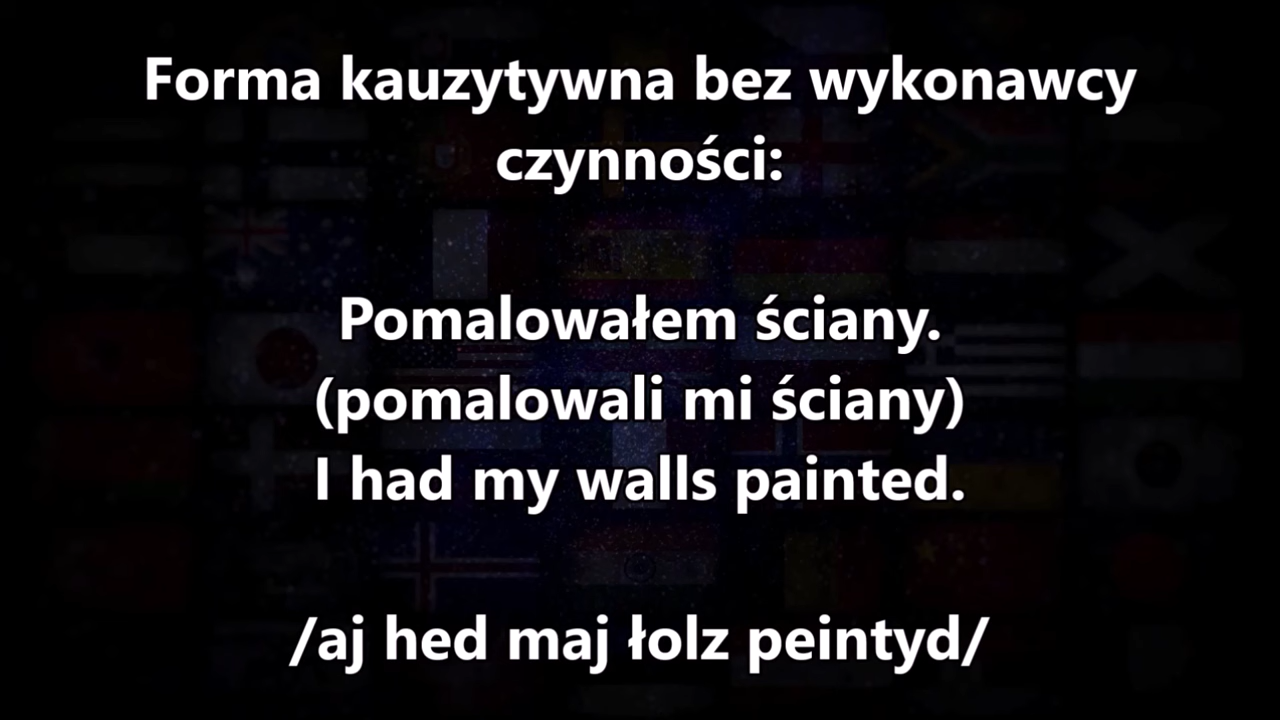 Forma kauzytywna bez wykonawcy
czynności:
Pomalowałem ściany.
(pomalowali mi ściany)
I had my walls painted.
/aj hed maj łolz peintyd/